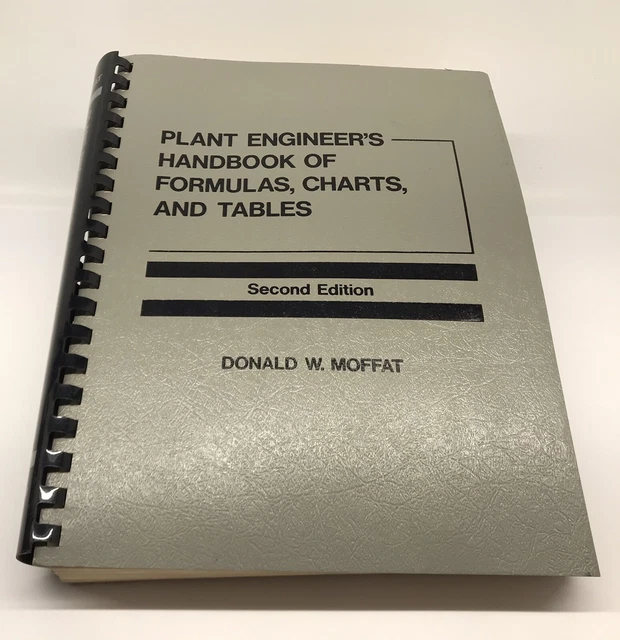 PLANT ENGINEER'S
HANDBOOK OF
FORMULAS, CHARTS,
AND TABLES
Second Edition
DONALD W. MOFFAT